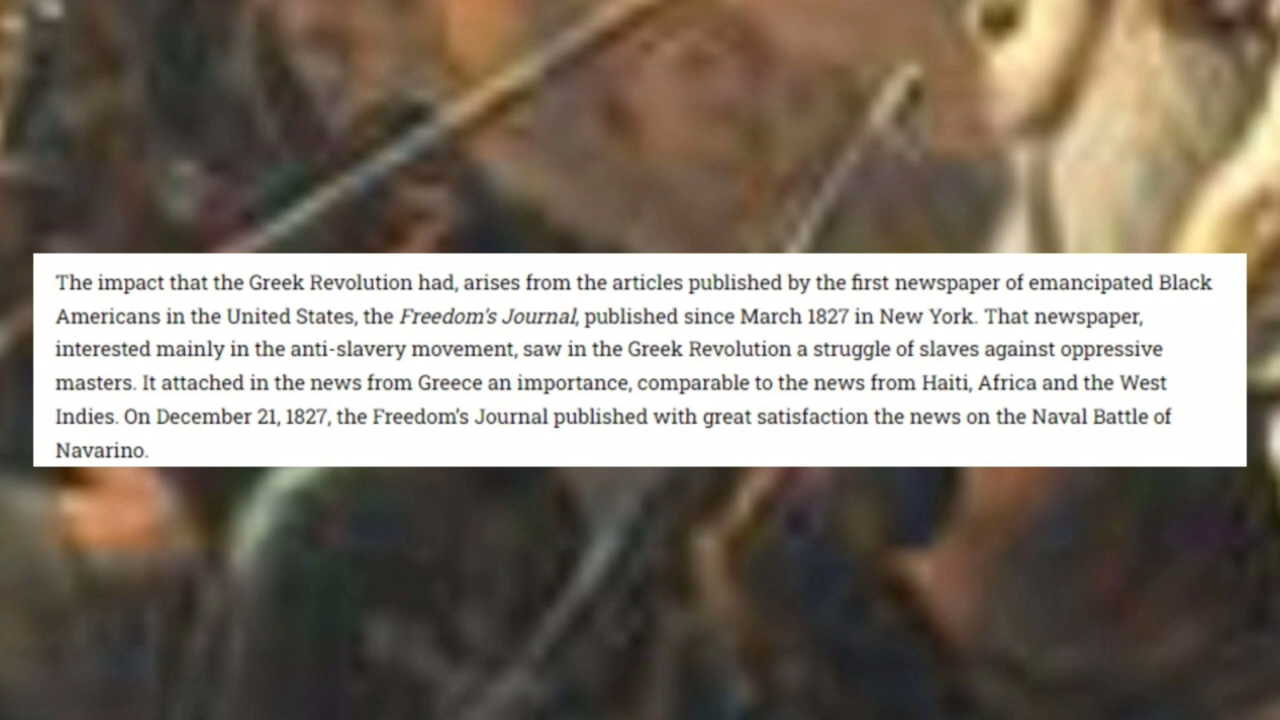 The impact that the Greek Revolution had, arises from the articles published by the first newspaper of emancipated Black
Americans in the United States, the Freedom's Journal, published since March 1827 in New York. That newspaper,
interested mainly in the anti-slavery movement, saw in the Greek Revolution a struggle of slaves against oppressive
masters. It attached in the news from Greece an importance, comparable to the news from Haiti, Africa and the West
Indies. On December 21, 1827, the Freedom's Journal published with great satisfaction the news on the Naval Battle of
Navarino.